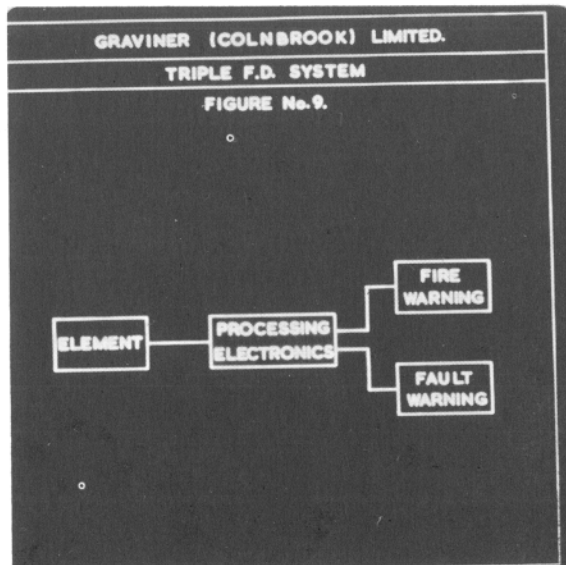 GRAVINER (COLNBROOK) LIMITED.
TRIPLE F.D. SYSTEM
FIGURE No. 9.
ELEMENT
PROCESSING
ELECTRONICS
FIRE
WARNING
FAULT
WARNING